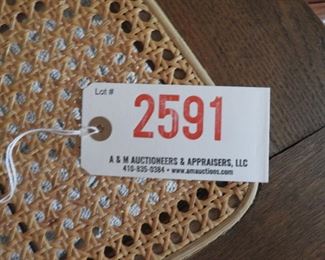 Lot #
2591
A & M AUCTIONEERS & APPRAISERS, LLC
410-835-0384 • www.amauctions.com